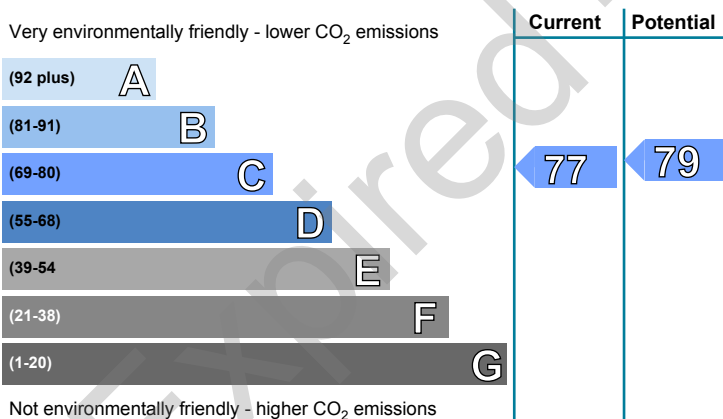 Current Potential
Very environmentally friendly - lower CO2 emissions
(92 plus) A
(81-91) B
(69-80) C 77 79
(55-68) D
(39-54 E
(21-38) F
(1-20) G
Not environmentally friendly - higher CO2 emissions
Expired